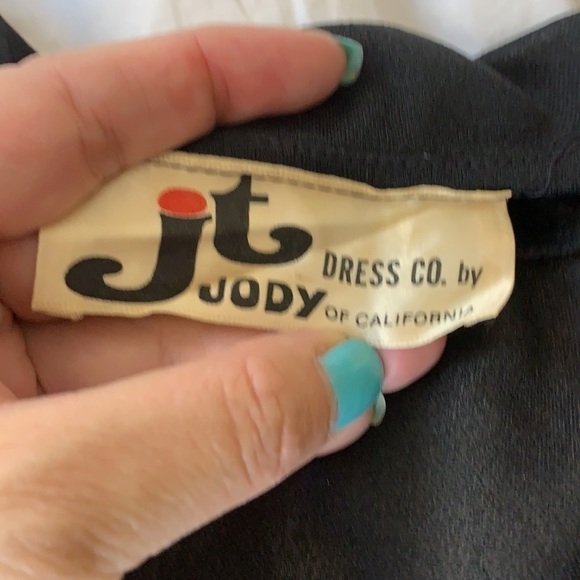 jt
DRESS CO. by
JODY
OF CALIFORNIA